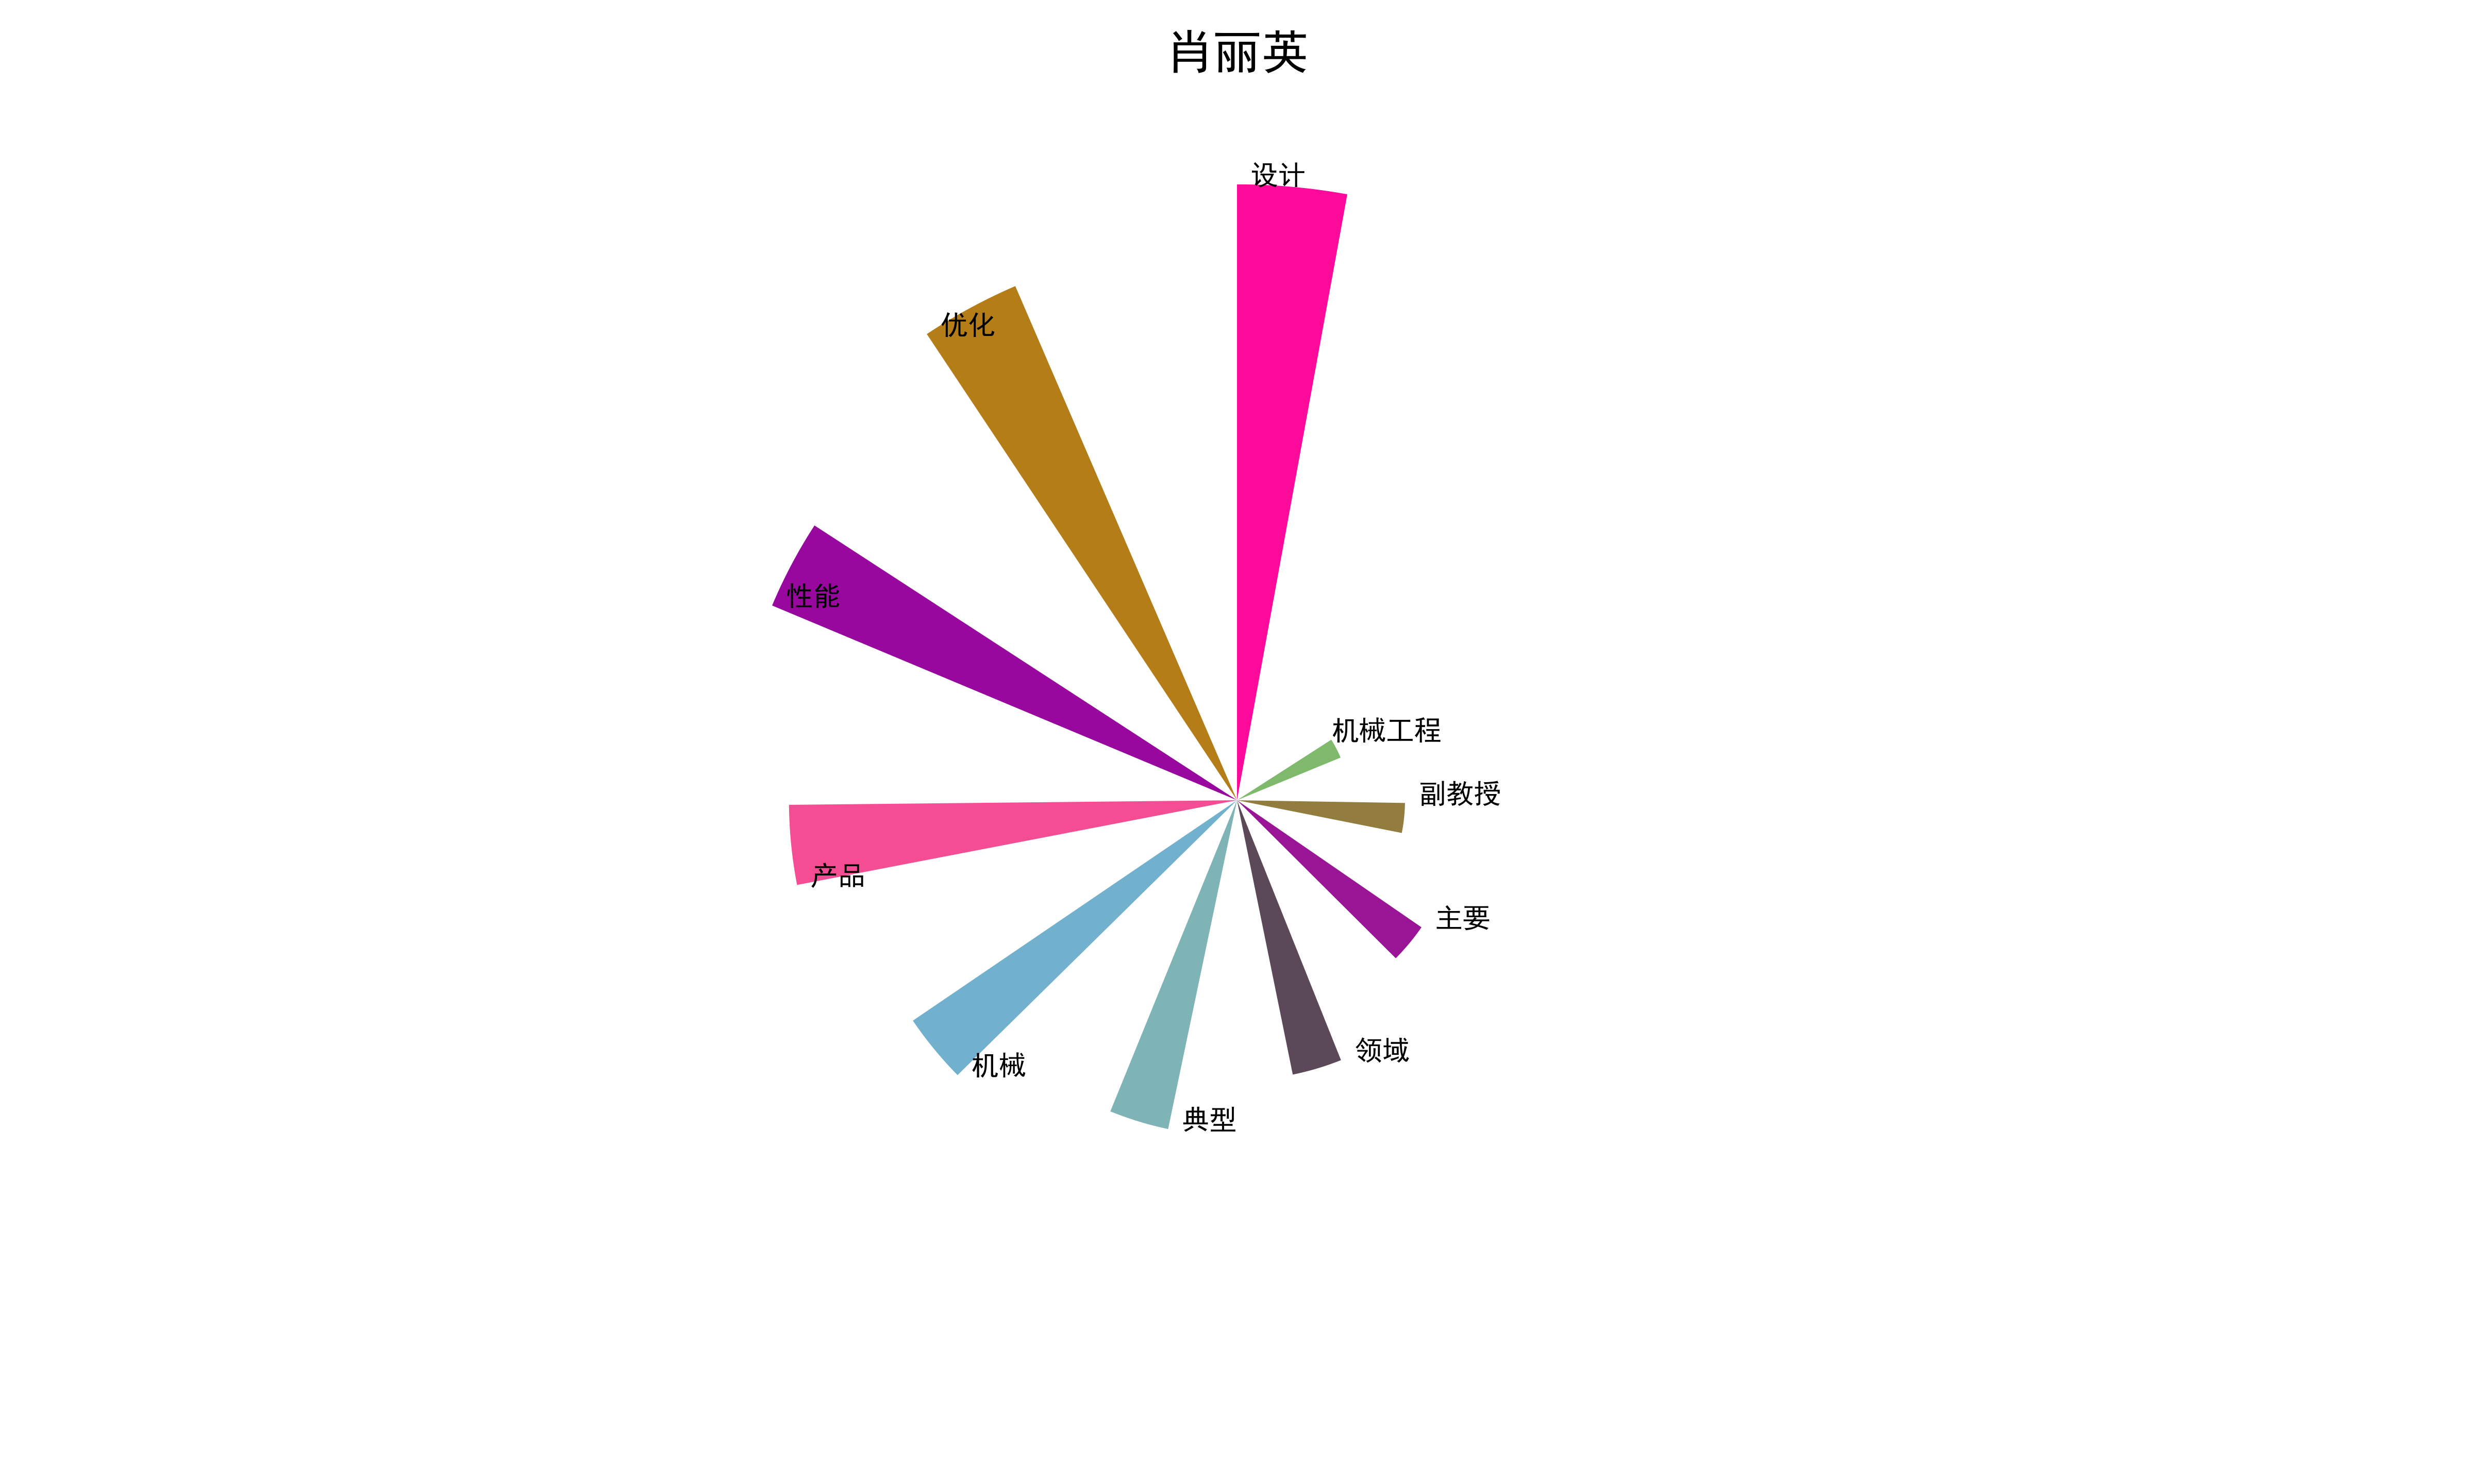 肖丽英
设计
优化
性能
机械工程
副教授
产品
主要
领域
机械
典型